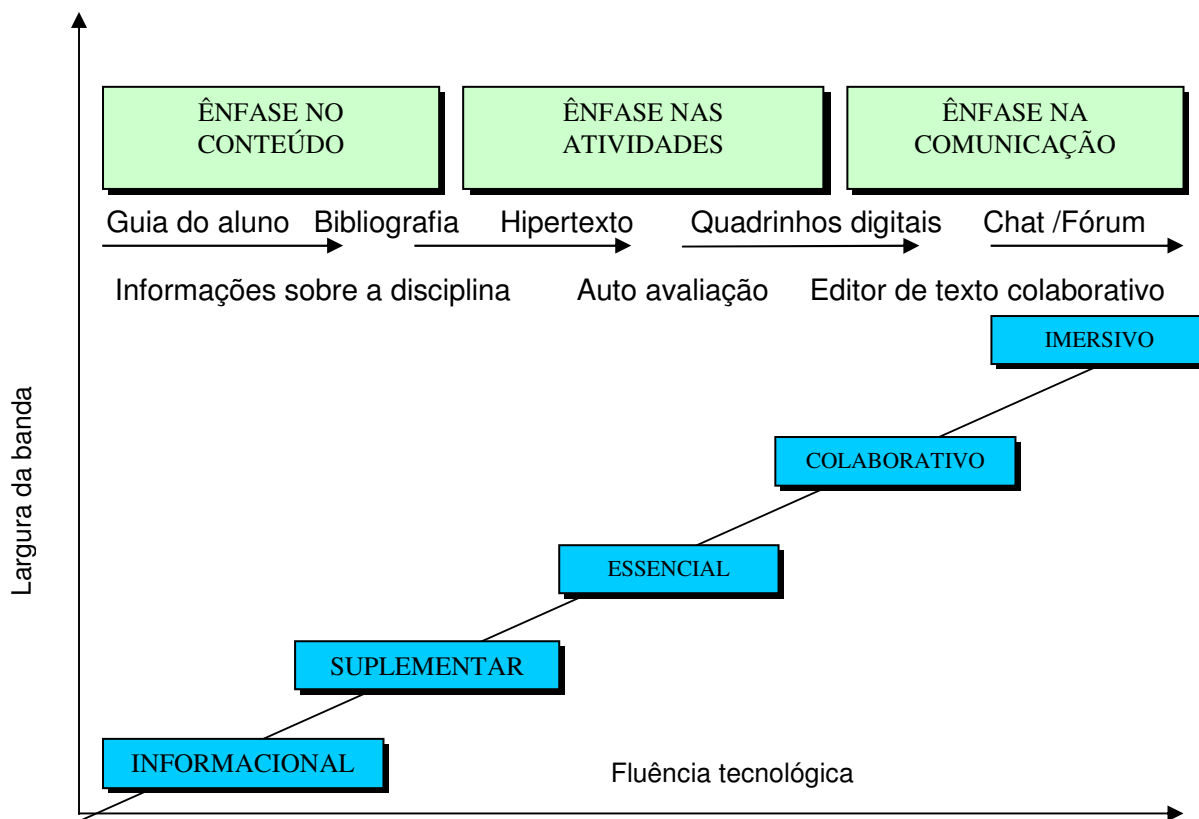 ÊNFASE NO
CONTEÚDO
ÊNFASE NAS
ATIVIDADES
ÊNFASE NA
COMUNICAÇÃO
Guia do aluno
Bibliografia
Hipertexto
Quadrinhos digitais
Chat /Fórum
Informações sobre a disciplina
Auto avaliação
Editor de texto colaborativo
IMERSIVO
COLABORATIVO
ESSENCIAL
SUPLEMENTAR
INFORMACIONAL
Largura da banda
Fluência tecnológica